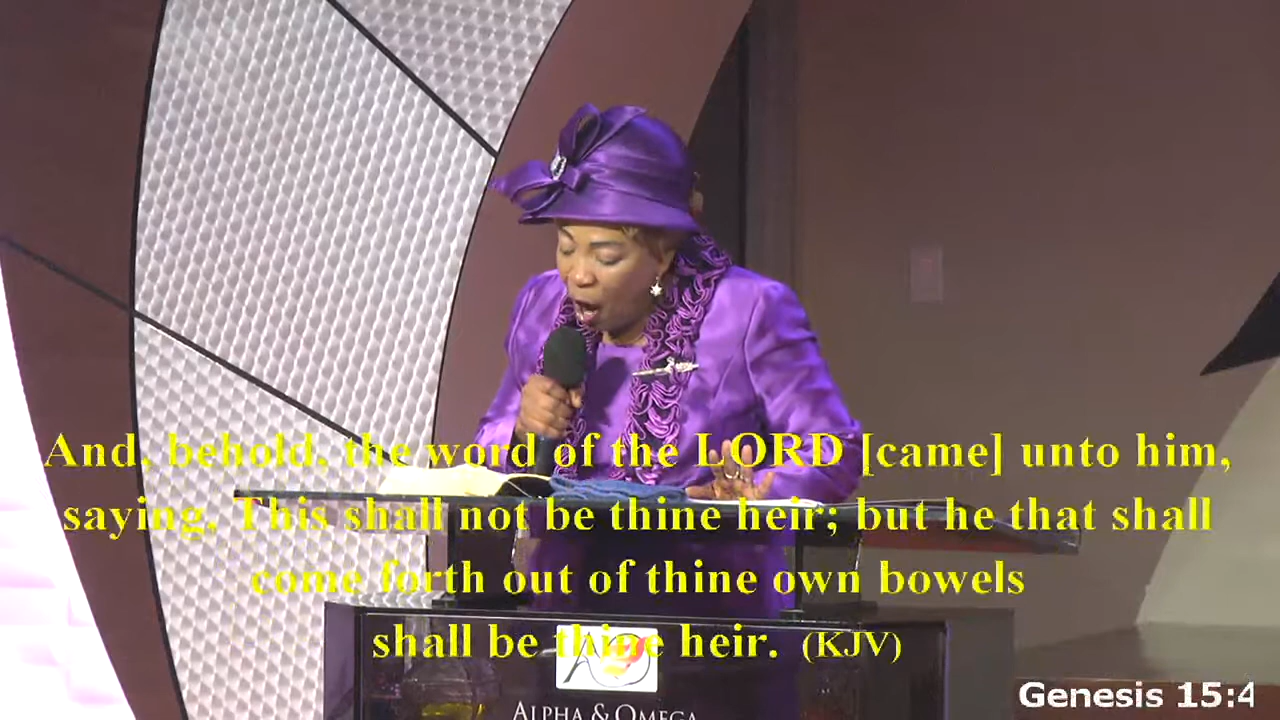 And, behold, the word of the LORD [came] unto him,
saying, This shall not be thine heir; but he that shall
come forth out of thine own bowels
shall be thine heir. (KJV)
ALPHA & OMEGA
Genesis 15:4